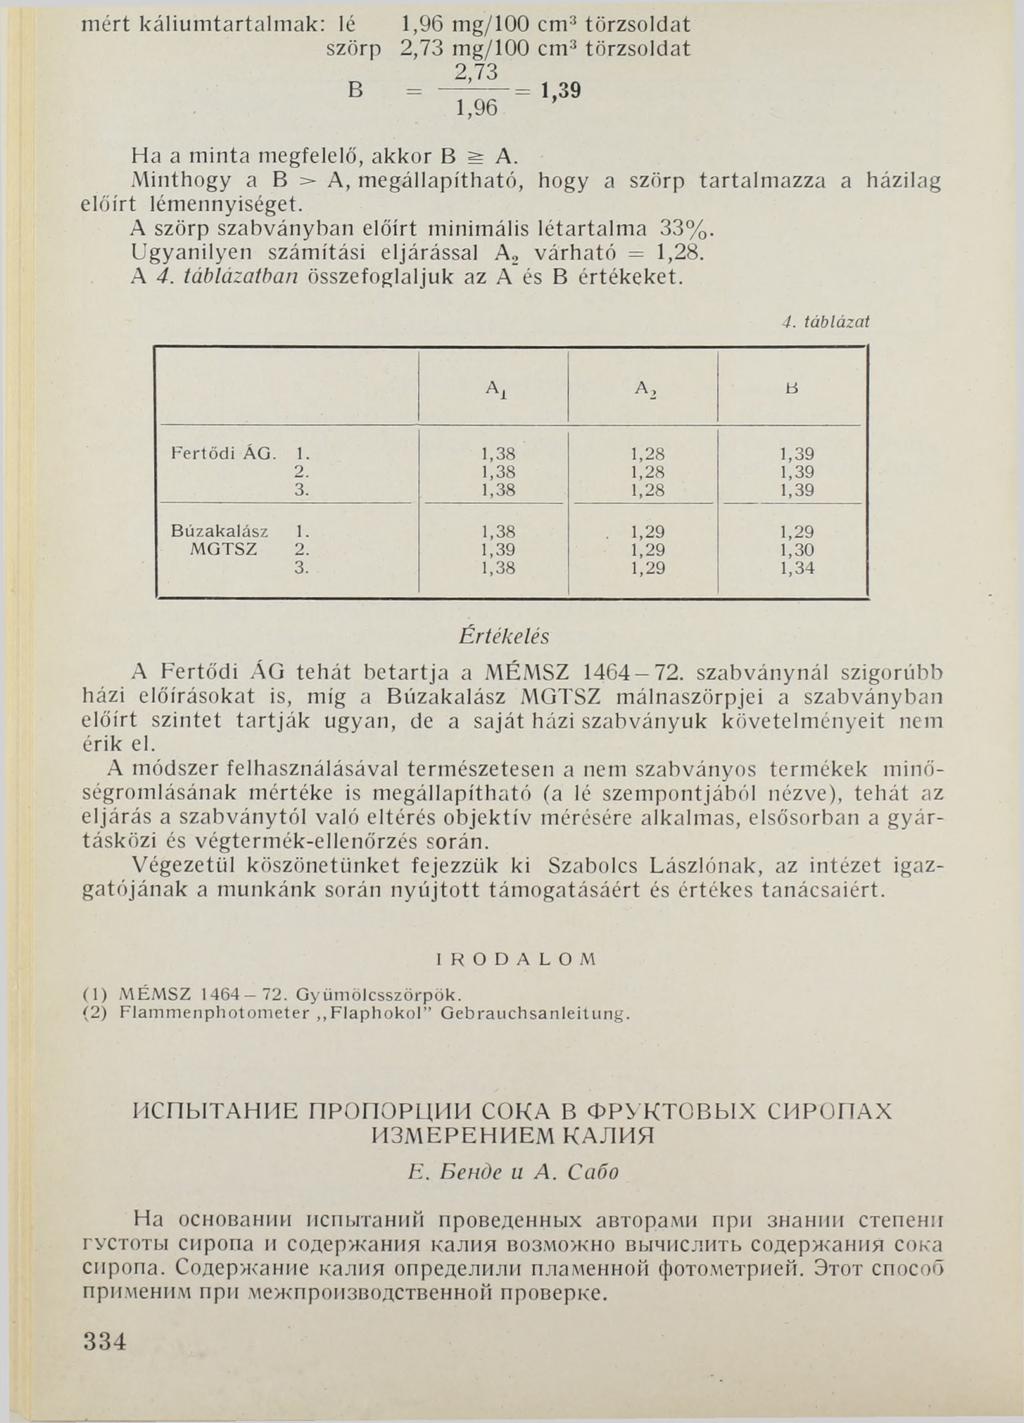 mért káliumtartalmak: lé 1,96 mg/100 cm³ törzsoldat
szörp 2,73 mg/100 cm³ törzsoldat
B = 2,73 / 1,96 = 1,39
Ha a minta megfelelő, akkor B ≧ A.
Minthogy a B > A, megállapítható, hogy a szörp tartalmazza a házilag
előírt lémennyiséget.
A szörp szabványban előírt minimális létartalma 33%.
Ugyanilyen számítási eljárással A₂ várható = 1,28.
A 4. táblázatban összefoglaljuk az A és B értékeket.
4. táblázat
A₁ A₂ B
Fertődi ÁG. 1. 1,38 1,28 1,39
2. 1,38 1,28 1,39
3. 1,38 1,28 1,39
Búzakalász 1. 1,38 1,29 1,29
MGTSZ 2. 1,39 1,29 1,30
3. 1,38 1,29 1,34
Értékelés
A Fertődi ÁG tehát betartja a MÉMSZ 1464–72. szabványnál szigorúbb
házi előírásokat is, míg a Búzakalász MGTSZ málnaszörpjei a szabványban
előírt szintet tartják ugyan, de a saját házi szabványuk követelményeit nem
érik el.
A módszer felhasználásával természetesen a nem szabványos termékek minő-
ségromlásának mértéke is megállapítható (a lé szempontjából nézve), tehát az
eljárás a szabványtól való eltérés objektív mérésére alkalmas, elsősorban a gyár-
tásközi és végtermék-ellenőrzés során.
Végezetül köszönetünket fejezzük ki Szabolcs Lászlónak, az intézet igaz-
gatójának a munkánk során nyújtott támogatásáért és értékes tanácsaiért.
IRODALOM
(1) MÉMSZ 1464–72. Gyümölcsszörpök.
(2) Flammenphotometer „Flaphokol” Gebrauchsanleitung.
ИСПЫТАНИЕ ПРОПОРЦИИ СОКА В ФРУКТОВЫХ СИРОПАХ
ИЗМЕРЕНИЕМ КАЛИЯ
Е. Бенде и А. Сабо
На основании испытаний проведенных авторами при знании степени
густоты сиропа и содержания калия возможно вычислить содержания сока
сиропа. Содержание калия определили пламенной фотометрией. Этот способ
применим при межпроизводственной проверке.
334